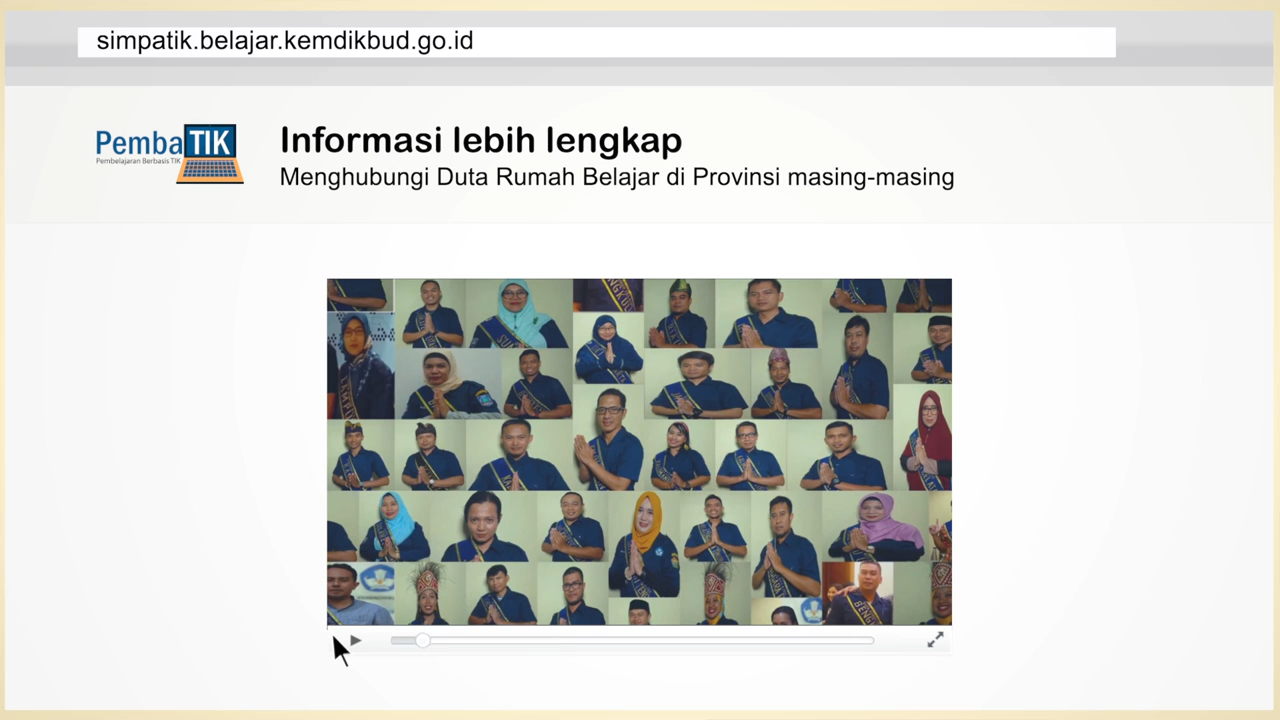 simpatik.belajar.kemdikbud.go.id
PembaTIK
Pembelajaran Berbasis TIK
Informasi lebih lengkap
Menghubungi Duta Rumah Belajar di Provinsi masing-masing